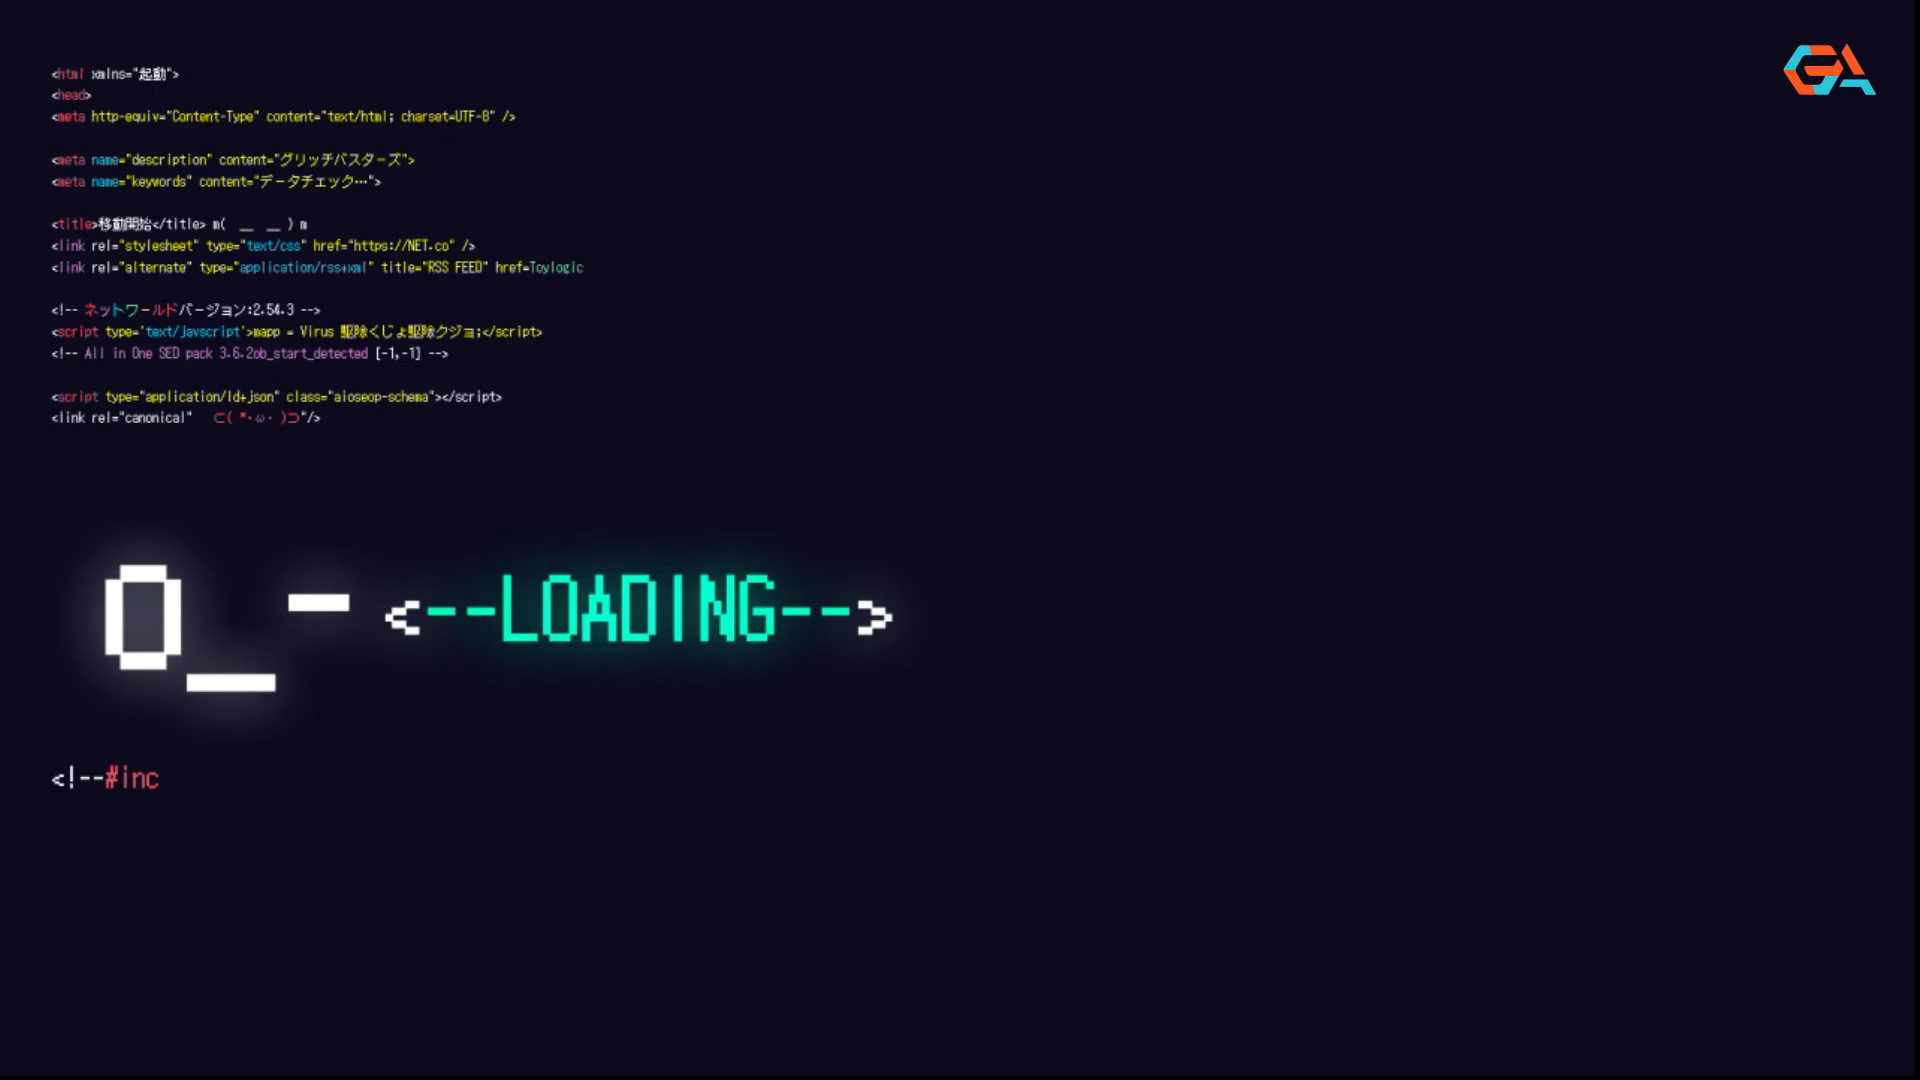 <html xmlns="起動">
<head>
<meta http-equiv="Content-Type" content="text/html; charset=UTF-8" />
<meta name="description" content="グリッチバスターズ">
<meta name="keywords" content="データチェック…">
<title>移動開始</title> m( __ __ ) m
<link rel="stylesheet" type="text/css" href="https://NET.co" />
<link rel="alternate" type="application/rss+xml" title="RSS FEED" href=Toylogic
<!-- ネットワールドバージョン:2.54.3 -->
<script type='text/javscript'>mapp = Virus 駆除くじょ駆除クジョ;</script>
<!-- All in One SEO pack 3.6.2ob_start_detected [-1,-1] -->
<script type="application/ld+json" class="aioseop-schema"></script>
<link rel="canonical" ⊂( *・ω・ )⊃"/>
O_- <--LOADING-->
<!--#inc
GA